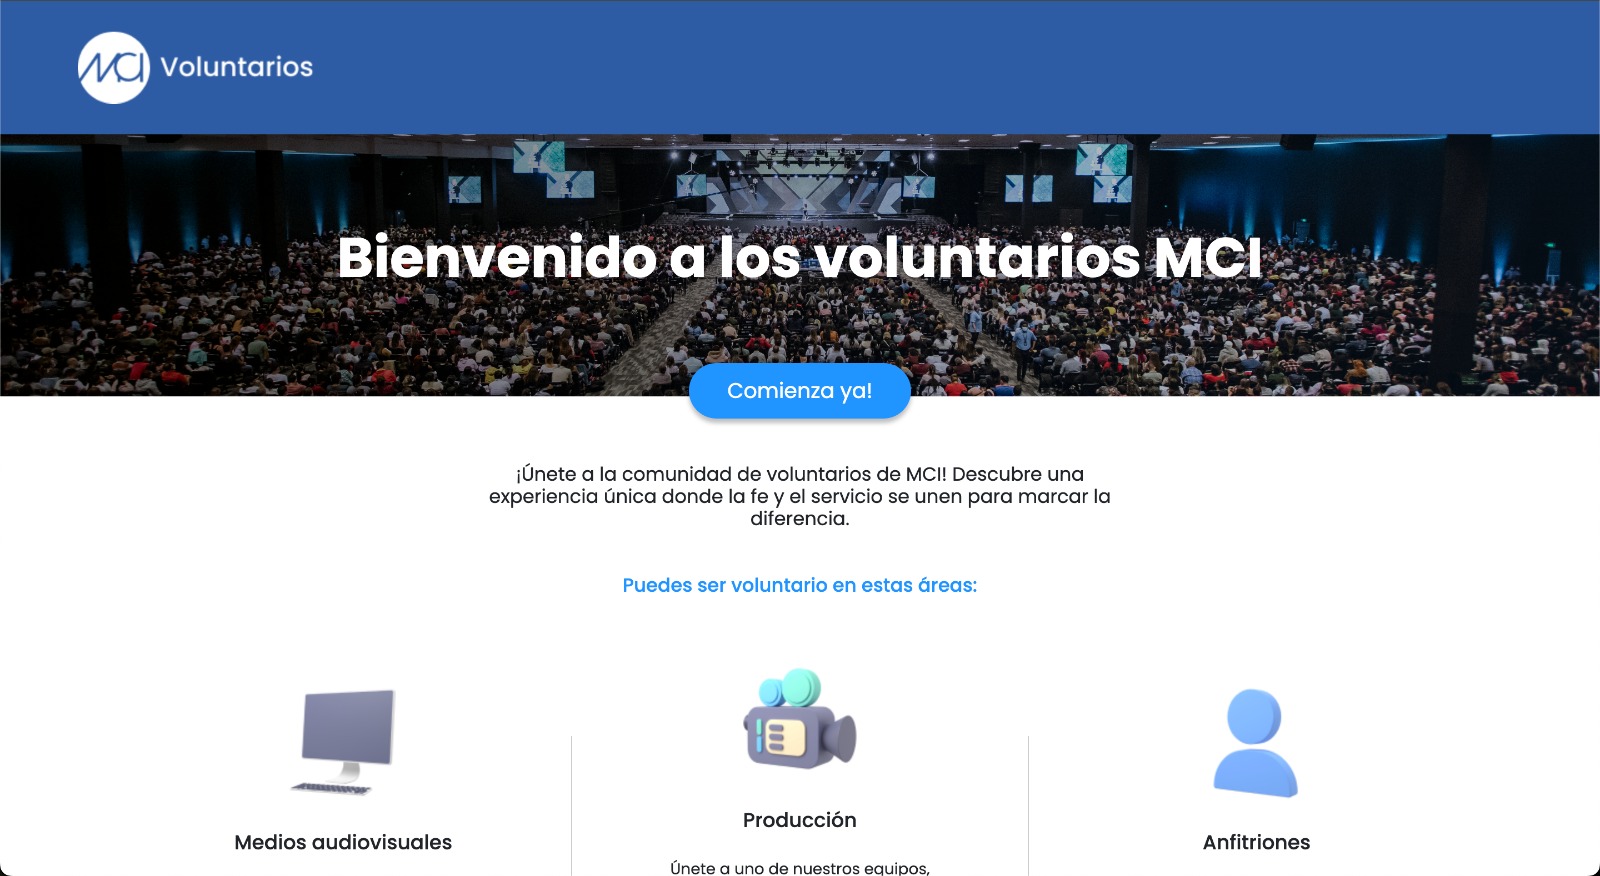 MCI Voluntarios
Bienvenido a los voluntarios MCI
Comienza ya!
¡Únete a la comunidad de voluntarios de MCI! Descubre una
experiencia única donde la fe y el servicio se unen para marcar la
diferencia.
Puedes ser voluntario en estas áreas:
Medios audiovisuales
Producción
Anfitriones
Únete a uno de nuestros equipos,